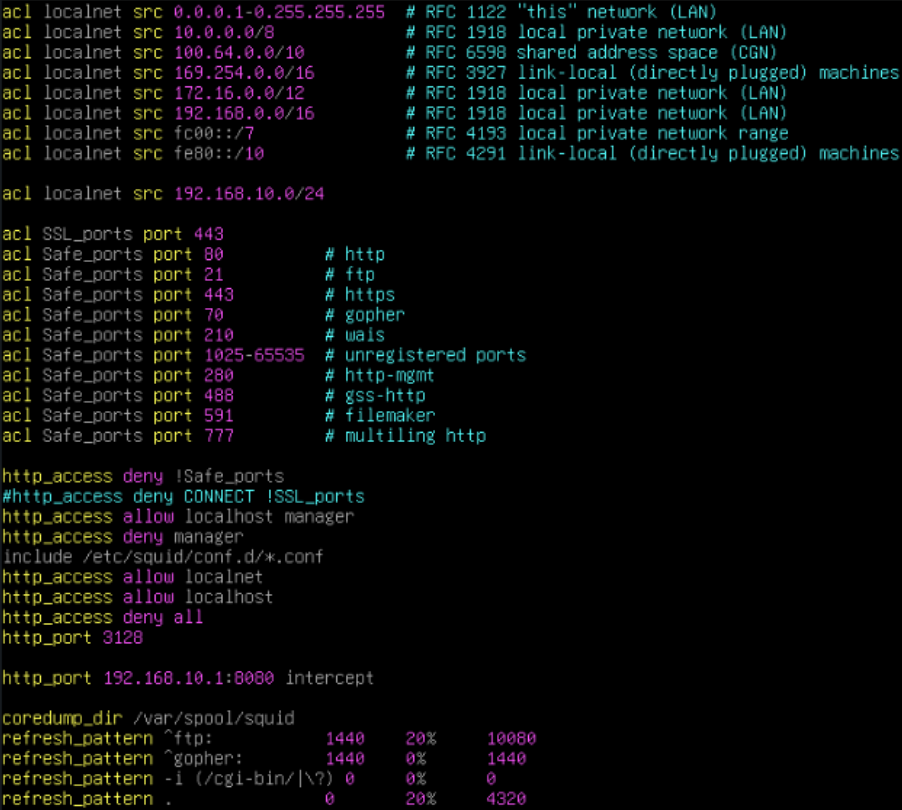 acl localnet src 0.0.0.1-0.255.255.255  # RFC 1122 "this" network (LAN)
acl localnet src 10.0.0.0/8             # RFC 1918 local private network (LAN)
acl localnet src 100.64.0.0/10          # RFC 6598 shared address space (CGN)
acl localnet src 169.254.0.0/16         # RFC 3927 link-local (directly plugged) machines
acl localnet src 172.16.0.0/12          # RFC 1918 local private network (LAN)
acl localnet src 192.168.0.0/16         # RFC 1918 local private network (LAN)
acl localnet src fc00::/7               # RFC 4193 local private network range
acl localnet src fe80::/10              # RFC 4291 link-local (directly plugged) machines
acl localnet src 192.168.10.0/24
acl SSL_ports port 443
acl Safe_ports port 80          # http
acl Safe_ports port 21          # ftp
acl Safe_ports port 443         # https
acl Safe_ports port 70          # gopher
acl Safe_ports port 210         # wais
acl Safe_ports port 1025-65535  # unregistered ports
acl Safe_ports port 280         # http-mgmt
acl Safe_ports port 488         # gss-http
acl Safe_ports port 591         # filemaker
acl Safe_ports port 777         # multiling http
http_access deny !Safe_ports
#http_access deny CONNECT !SSL_ports
http_access allow localhost manager
http_access deny manager
include /etc/squid/conf.d/*.conf
http_access allow localnet
http_access allow localhost
http_access deny all
http_port 3128
http_port 192.168.10.1:8080 intercept
coredump_dir /var/spool/squid
refresh_pattern ^ftp:           1440    20%     10080
refresh_pattern ^gopher:        1440    0%      1440
refresh_pattern -i (/cgi-bin/|\?) 0     0%      0
refresh_pattern .               0       20%     4320